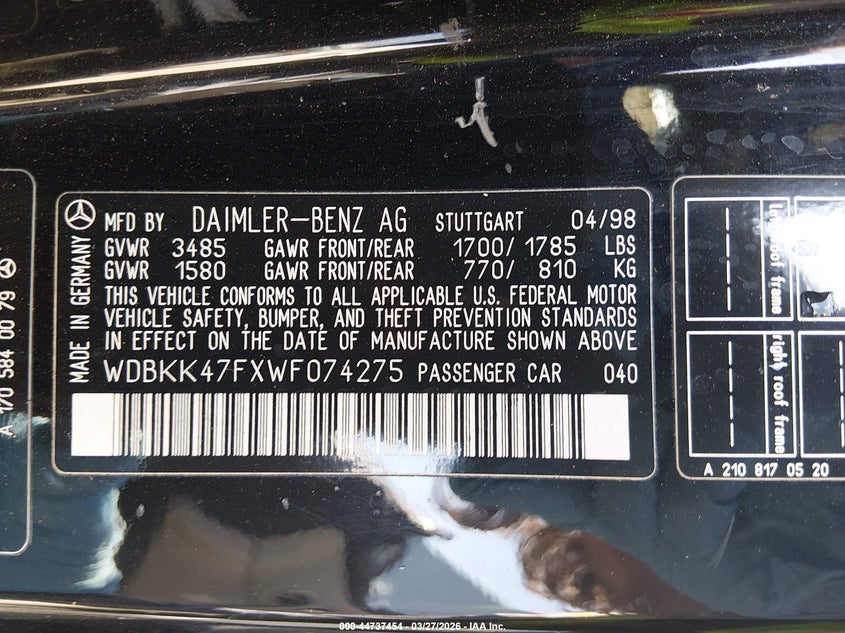 A 170 584 00 79
MADE IN GERMANY
MFD BY DAIMLER-BENZ AG STUTTGART 04/98
GVWR 3485 GAWR FRONT/REAR 1700/ 1785 LBS
GVWR 1580 GAWR FRONT/REAR 770/ 810 KG
THIS VEHICLE CONFORMS TO ALL APPLICABLE U.S. FEDERAL MOTOR
VEHICLE SAFETY, BUMPER, AND THEFT PREVENTION STANDARDS
IN EFFECT ON THE DATE OF MANUFACTURE SHOWN ABOVE
WDBKK47FXWF074275 PASSENGER CAR 040
left roof frame
right roof frame
A 210 817 05 20
000-44737454 - 03/27/2026 - IAA Inc.